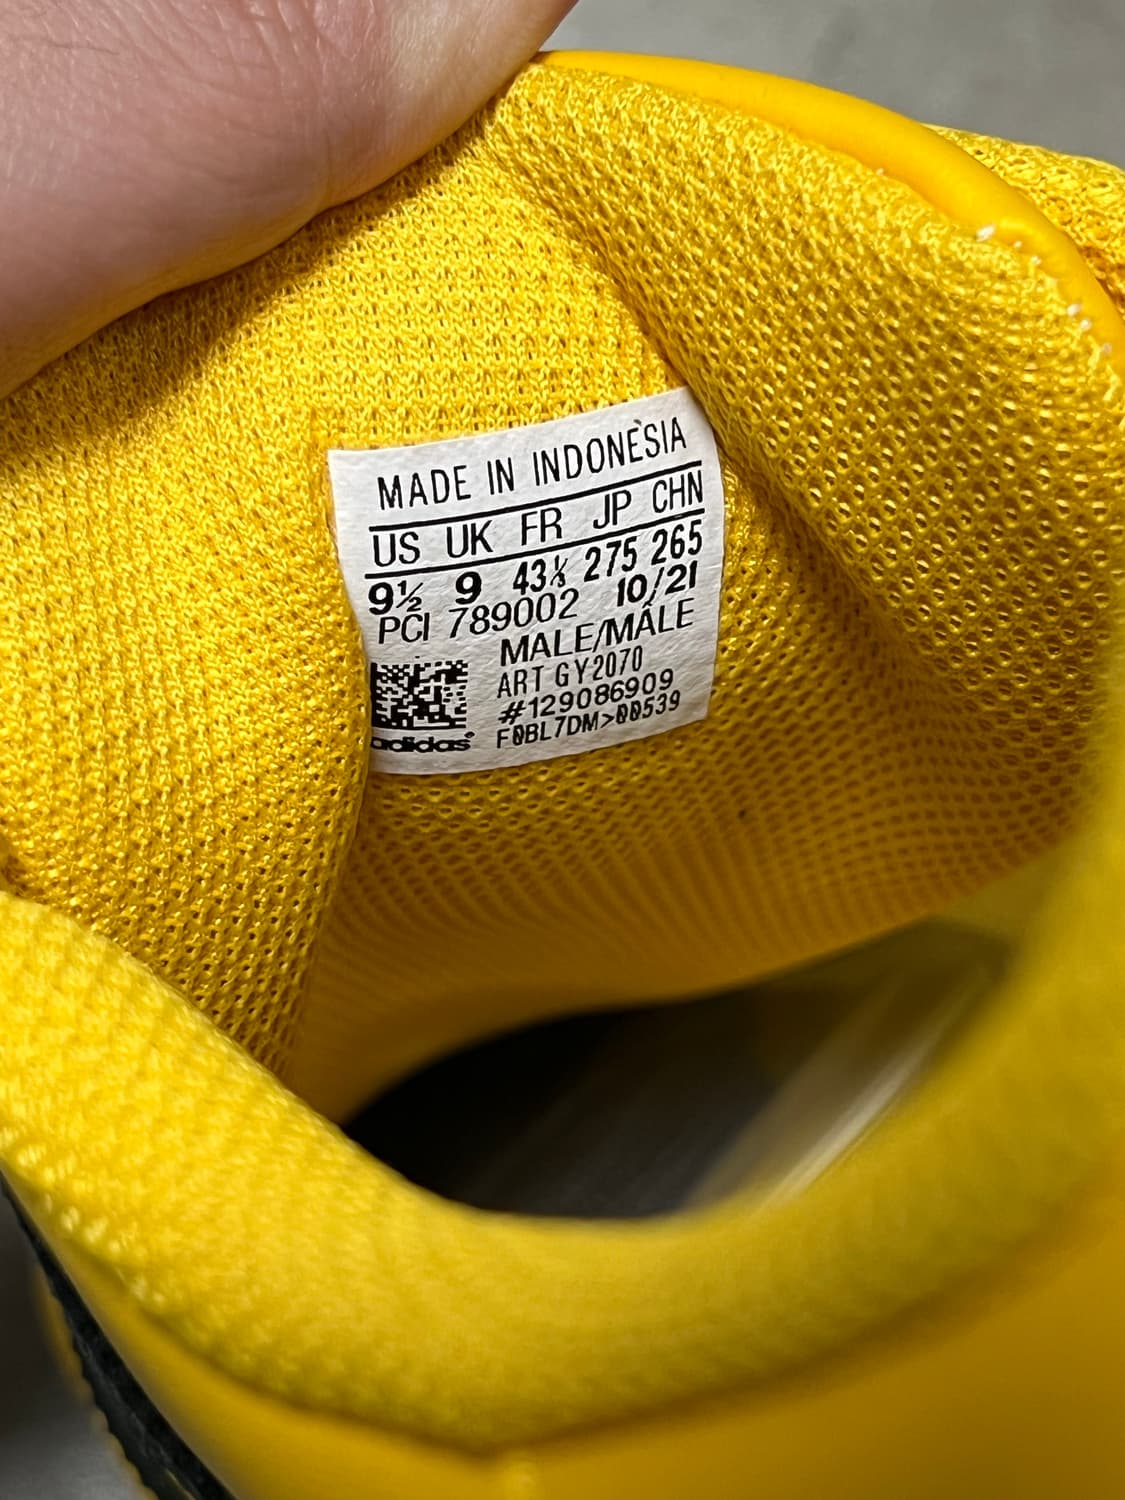 MADE IN INDONESIA
US UK FR JP CHN
9½ 9 43⅓ 275 265
PCI 789002 10/21
MALE/MÂLE
ART GY2070
#129086909
adidas® F0BL7DM>00539